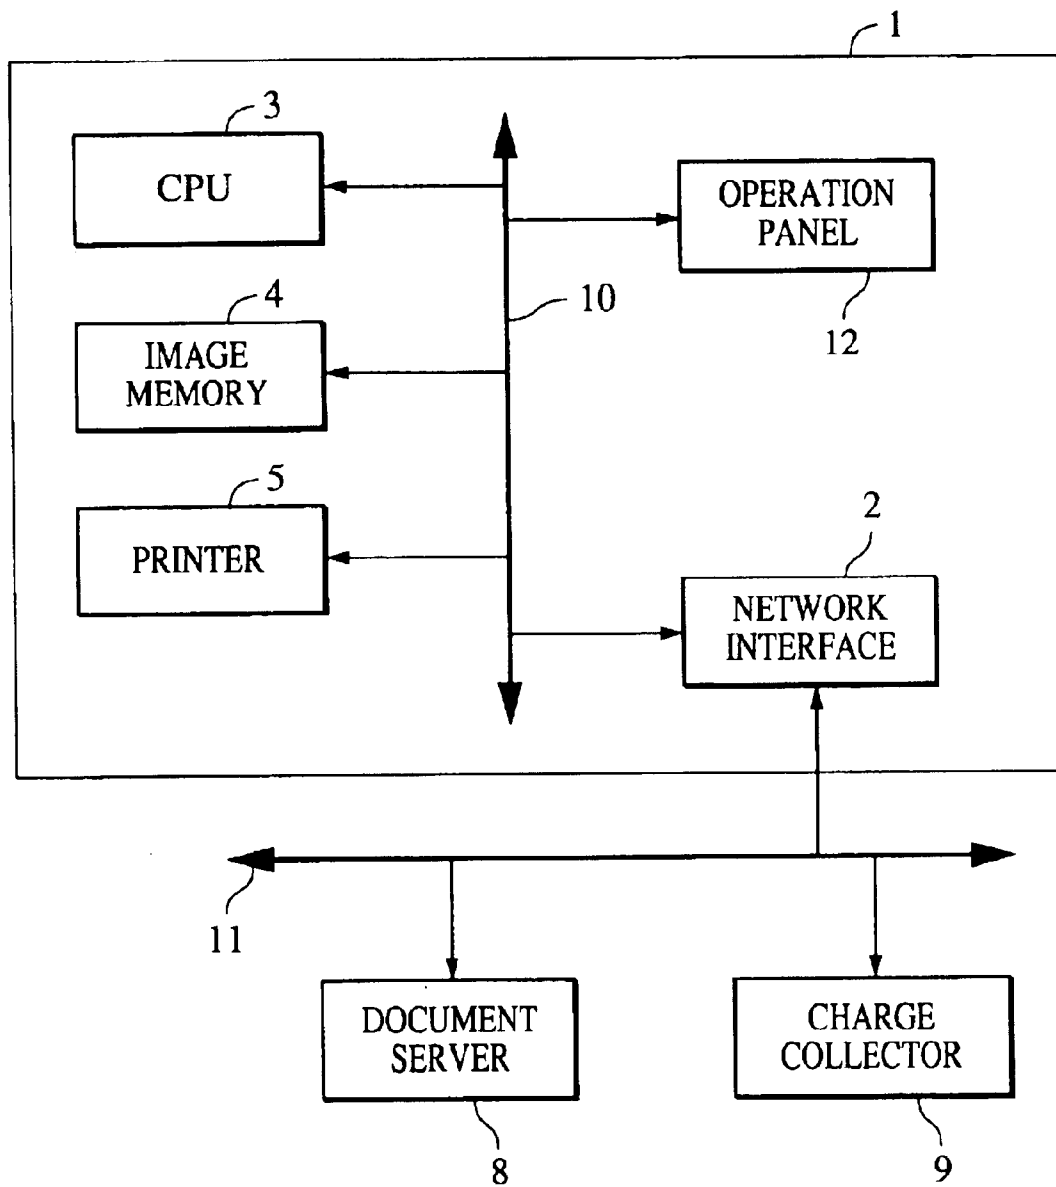 1
3
CPU
OPERATION
PANEL
12
10
4
IMAGE
MEMORY
5
PRINTER
2
NETWORK
INTERFACE
11
DOCUMENT
SERVER
8
CHARGE
COLLECTOR
9